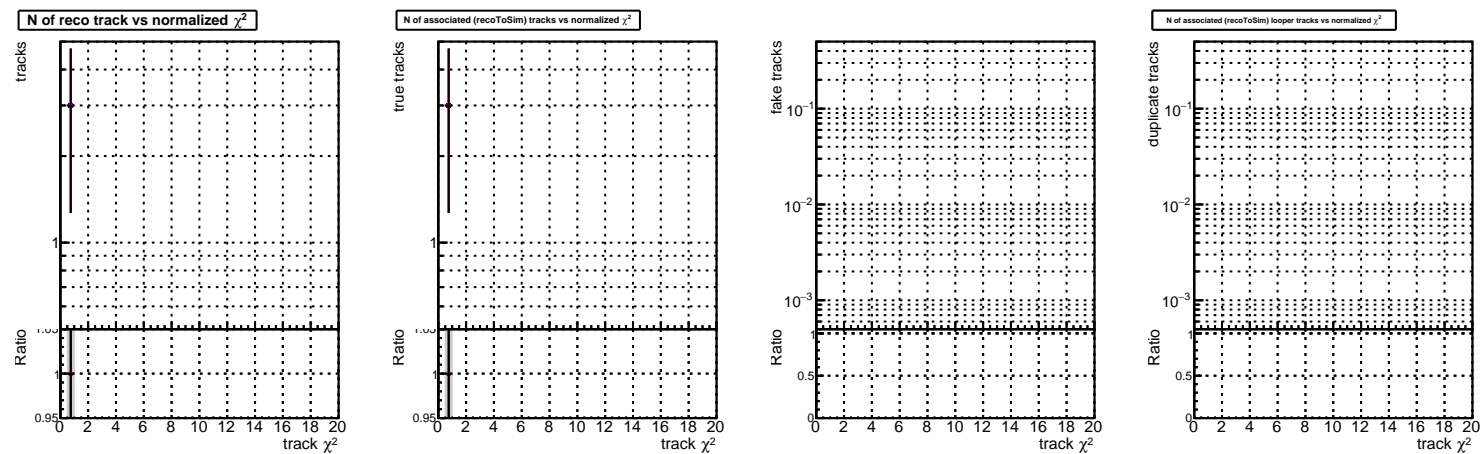 N of reco track vs normalized χ²
tracks
1
Ratio
1
0.95
0 2 4 6 8 10 12 14 16 18 20
track χ²
N of associated (recoToSim) tracks vs normalized χ²
true tracks
1
Ratio
1
0.95
0 2 4 6 8 10 12 14 16 18 20
track χ²
fake tracks
10⁻¹
10⁻²
10⁻³
Ratio
1
0.5
0
0 2 4 6 8 10 12 14 16 18 20
track χ²
N of associated (recoToSim) looper tracks vs normalized χ²
duplicate tracks
10⁻¹
10⁻²
10⁻³
Ratio
1
0.5
0
0 2 4 6 8 10 12 14 16 18 20
track χ²